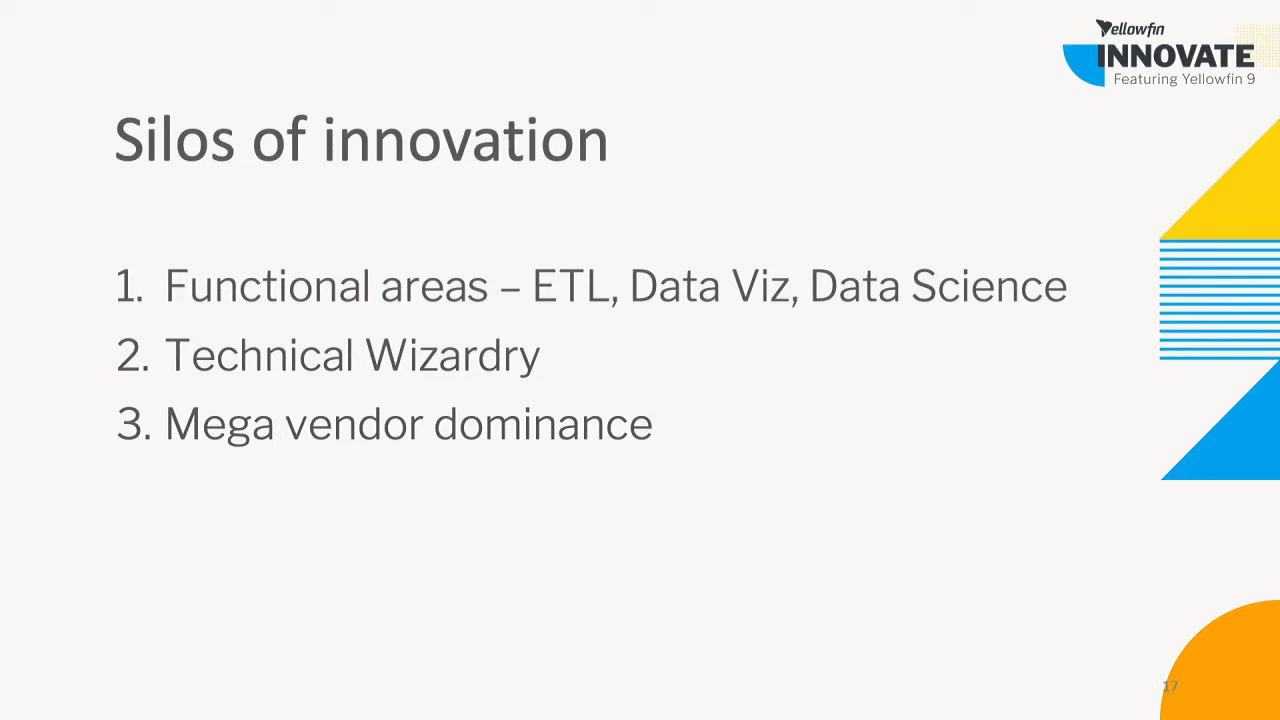 Yellowfin
INNOVATE
Featuring Yellowfin 9
Silos of innovation
1. Functional areas – ETL, Data Viz, Data Science
2. Technical Wizardry
3. Mega vendor dominance
17